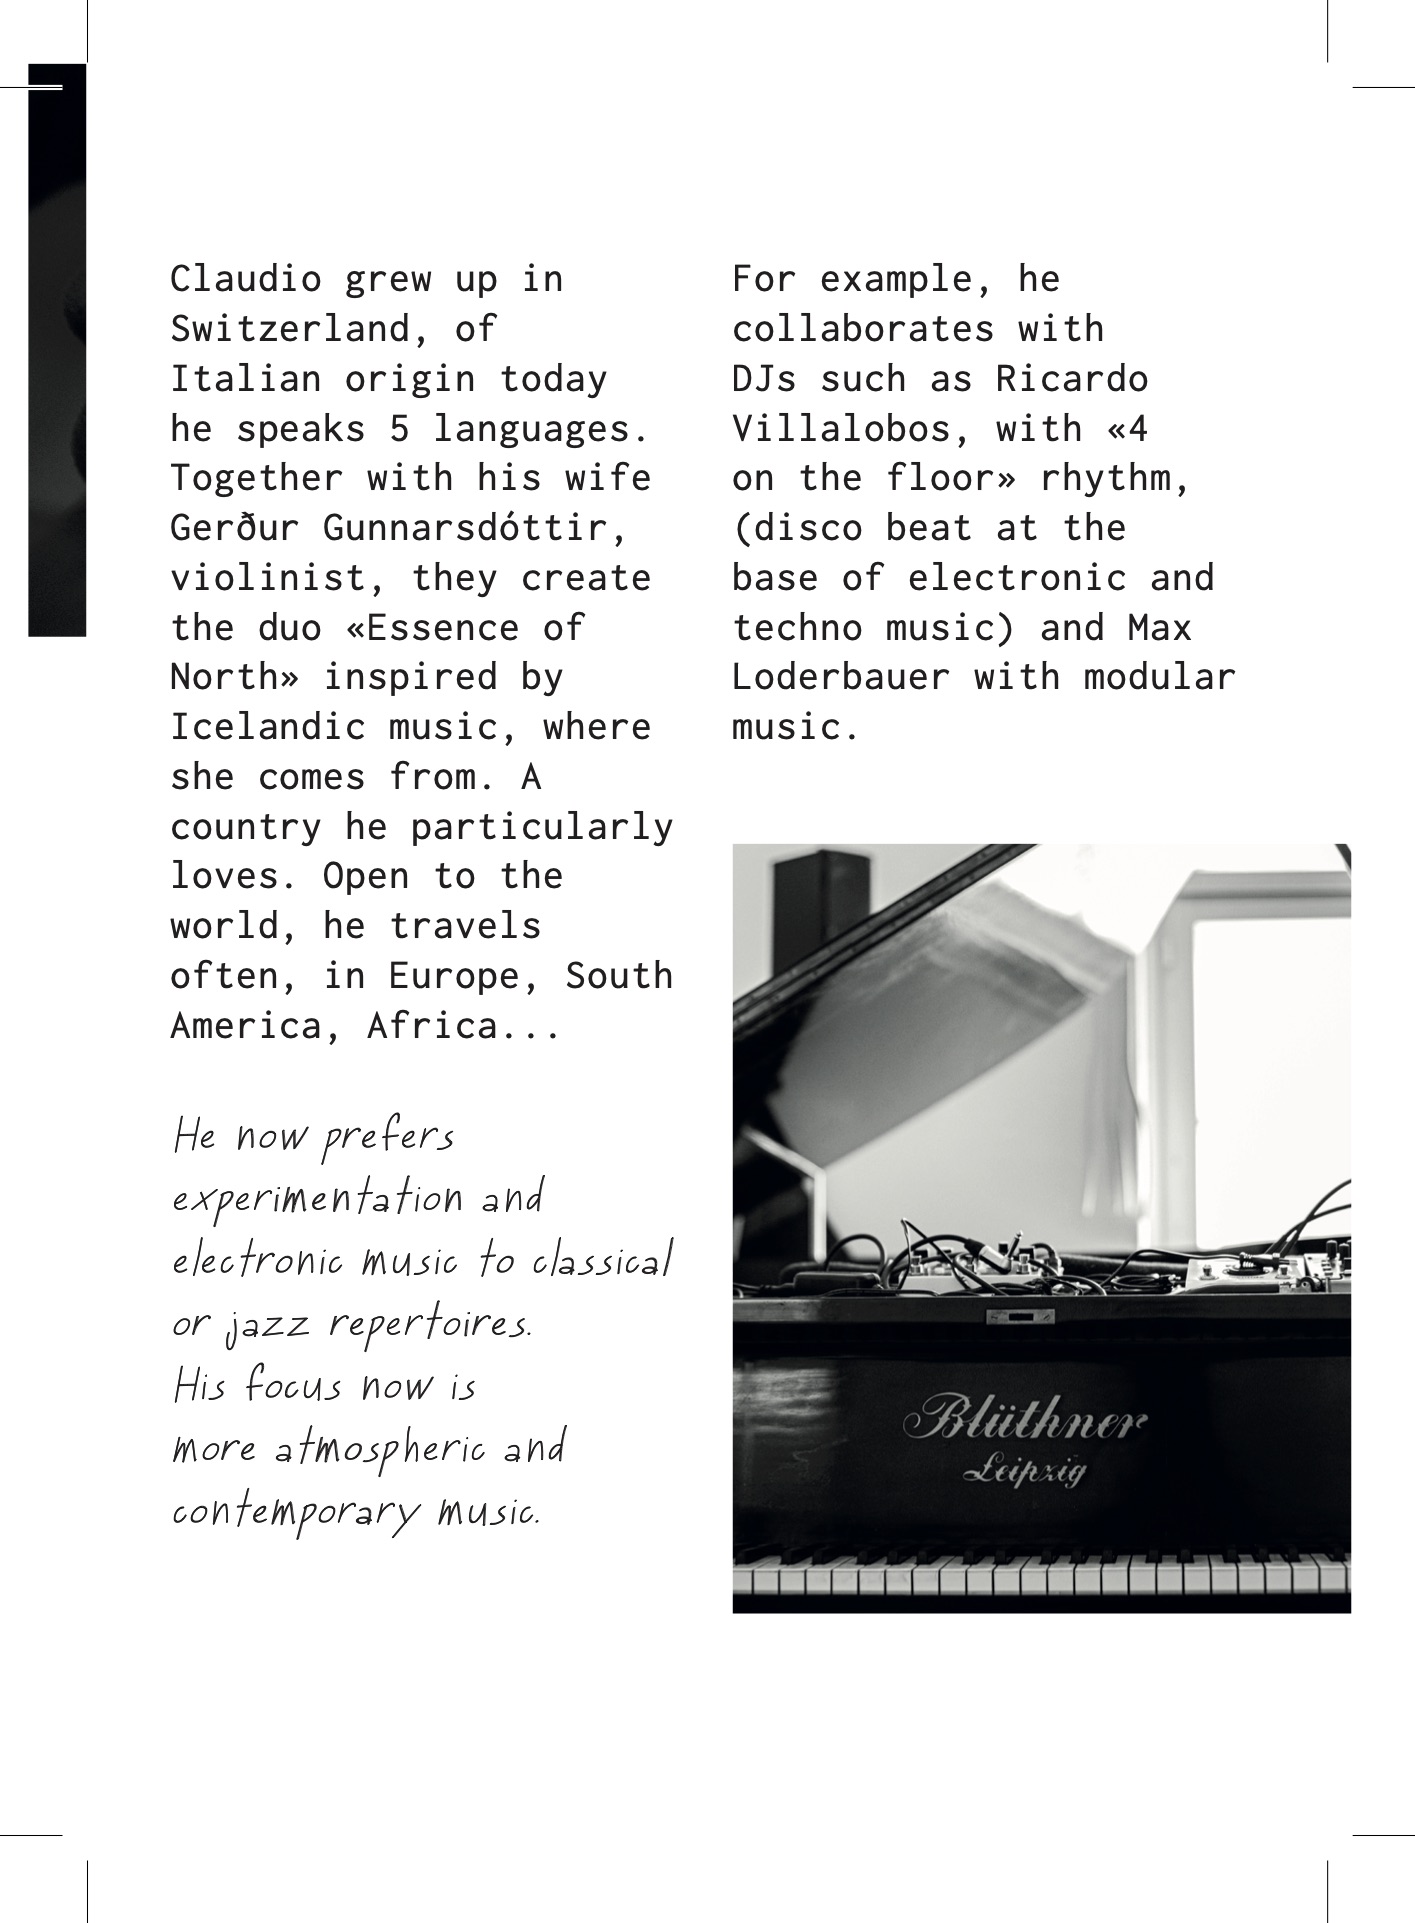 Claudio grew up in
Switzerland, of
Italian origin today
he speaks 5 languages.
Together with his wife
Gerður Gunnarsdóttir,
violinist, they create
the duo «Essence of
North» inspired by
Icelandic music, where
she comes from. A
country he particularly
loves. Open to the
world, he travels
often, in Europe, South
America, Africa...
He now prefers
experimentation and
electronic music to classical
or jazz repertoires.
His focus now is
more atmospheric and
contemporary music.
For example, he
collaborates with
DJs such as Ricardo
Villalobos, with «4
on the floor» rhythm,
(disco beat at the
base of electronic and
techno music) and Max
Loderbauer with modular
music.
Blüthner
Leipzig